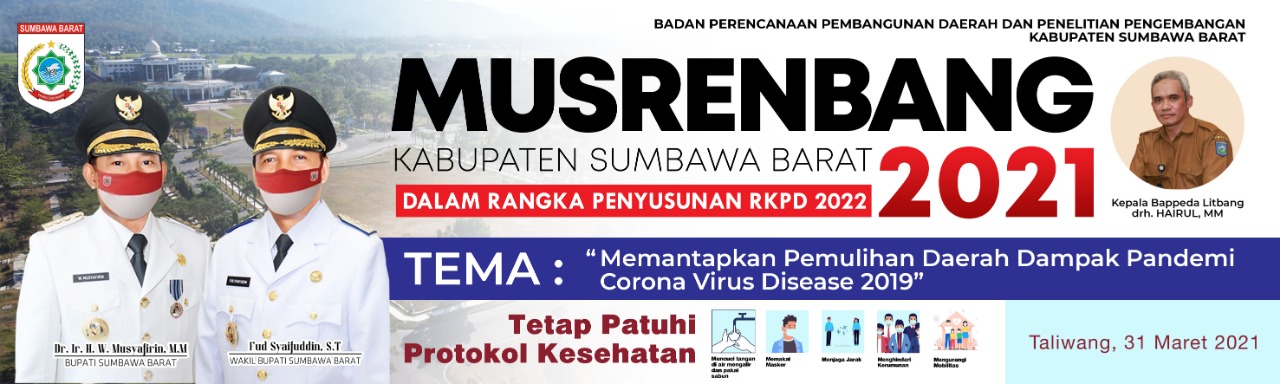 SUMBAWA BARAT
BADAN PERENCANAAN PEMBANGUNAN DAERAH DAN PENELITIAN PENGEMBANGAN
KABUPATEN SUMBAWA BARAT
MUSRENBANG
KABUPATEN SUMBAWA BARAT
2021
DALAM RANGKA PENYUSUNAN RKPD 2022
Kepala Bappeda Litbang
drh. HAIRUL, MM
TEMA : “Memantapkan Pemulihan Daerah Dampak Pandemi
Corona Virus Disease 2019”
W. MUSYAFIRIN
FUD SYAIFUDDIN
Dr. Ir. H. W. Musyafirin, M.M
BUPATI SUMBAWA BARAT
Fud Syaifuddin, S.T
WAKIL BUPATI SUMBAWA BARAT
Tetap Patuhi
Protokol Kesehatan
Mencuci tangan
di air mengalir
dan pakai
sabun
Memakai
Masker
Menjaga Jarak
Menghindari
Kerumunan
Mengurangi
Mobilitas
Taliwang, 31 Maret 2021